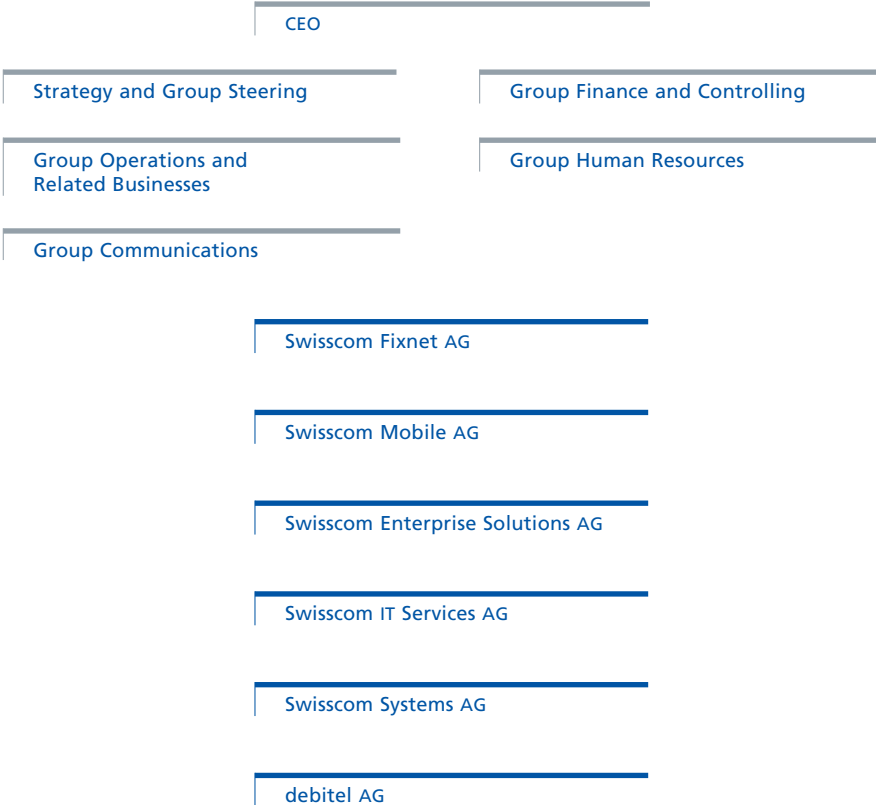 CEO
Strategy and Group Steering
Group Finance and Controlling
Group Operations and
Related Businesses
Group Human Resources
Group Communications
Swisscom Fixnet AG
Swisscom Mobile AG
Swisscom Enterprise Solutions AG
Swisscom IT Services AG
Swisscom Systems AG
debitel AG